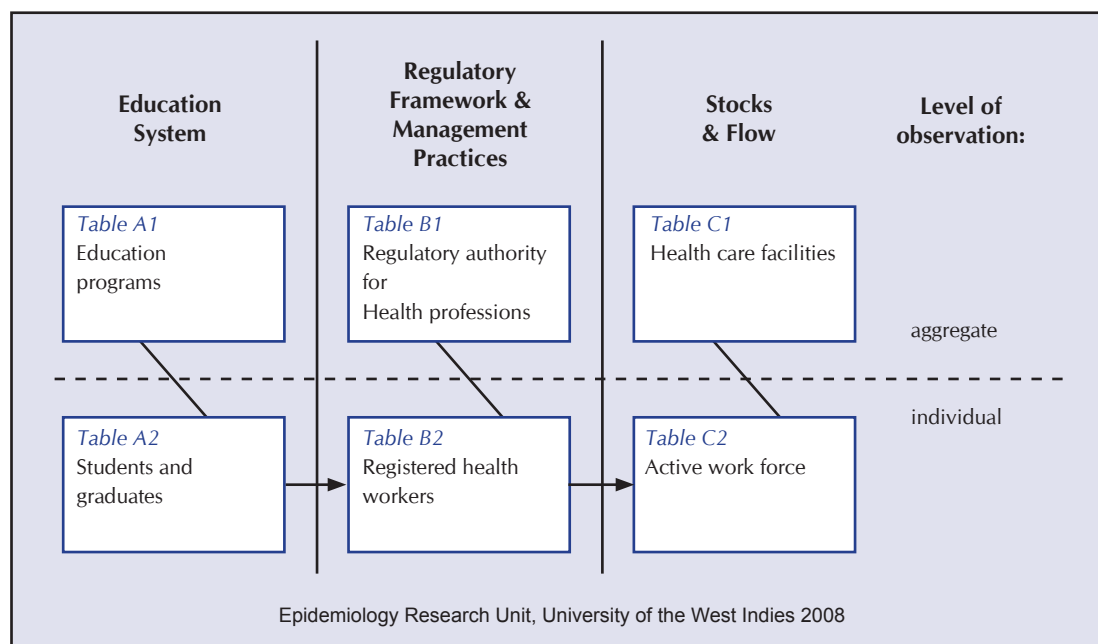 Education
System
Regulatory
Framework &
Management
Practices
Stocks
& Flow
Level of
observation:
Table A1
Education
programs
Table B1
Regulatory authority
for
Health professions
Table C1
Health care facilities
aggregate
individual
Table A2
Students and
graduates
Table B2
Registered health
workers
Table C2
Active work force
Epidemiology Research Unit, University of the West Indies 2008